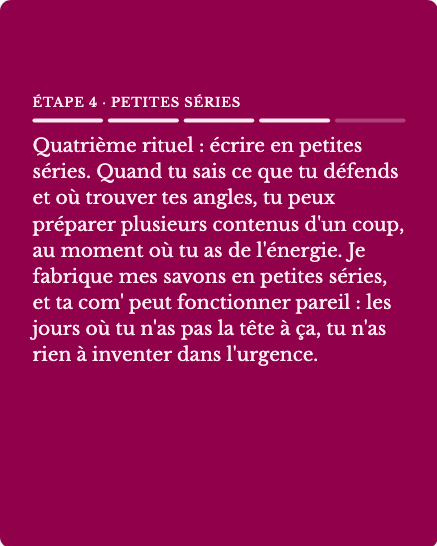 ÉTAPE 4 · PETITES SÉRIES
Quatrième rituel : écrire en petites
séries. Quand tu sais ce que tu défends
et où trouver tes angles, tu peux
préparer plusieurs contenus d'un coup,
au moment où tu as de l'énergie. Je
fabrique mes savons en petites séries,
et ta com' peut fonctionner pareil : les
jours où tu n'as pas la tête à ça, tu n'as
rien à inventer dans l'urgence.